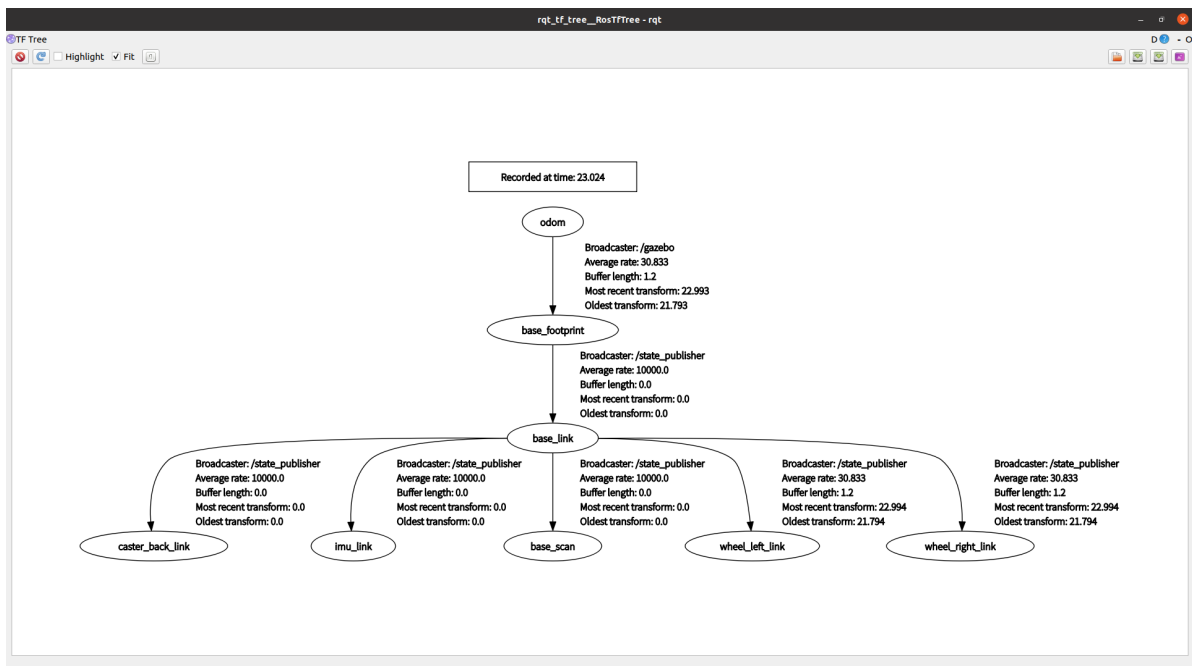 rqt_tf_tree__RosTfTree - rqt
TF Tree
D - O
Highlight Fit
Recorded at time: 23.024
odom
Broadcaster: /gazebo
Average rate: 30.833
Buffer length: 1.2
Most recent transform: 22.993
Oldest transform: 21.793
base_footprint
Broadcaster: /state_publisher
Average rate: 10000.0
Buffer length: 0.0
Most recent transform: 0.0
Oldest transform: 0.0
base_link
Broadcaster: /state_publisher
Average rate: 10000.0
Buffer length: 0.0
Most recent transform: 0.0
Oldest transform: 0.0
Broadcaster: /state_publisher
Average rate: 10000.0
Buffer length: 0.0
Most recent transform: 0.0
Oldest transform: 0.0
Broadcaster: /state_publisher
Average rate: 10000.0
Buffer length: 0.0
Most recent transform: 0.0
Oldest transform: 0.0
Broadcaster: /state_publisher
Average rate: 30.833
Buffer length: 1.2
Most recent transform: 22.994
Oldest transform: 21.794
Broadcaster: /state_publisher
Average rate: 30.833
Buffer length: 1.2
Most recent transform: 22.994
Oldest transform: 21.794
caster_back_link
imu_link
base_scan
wheel_left_link
wheel_right_link